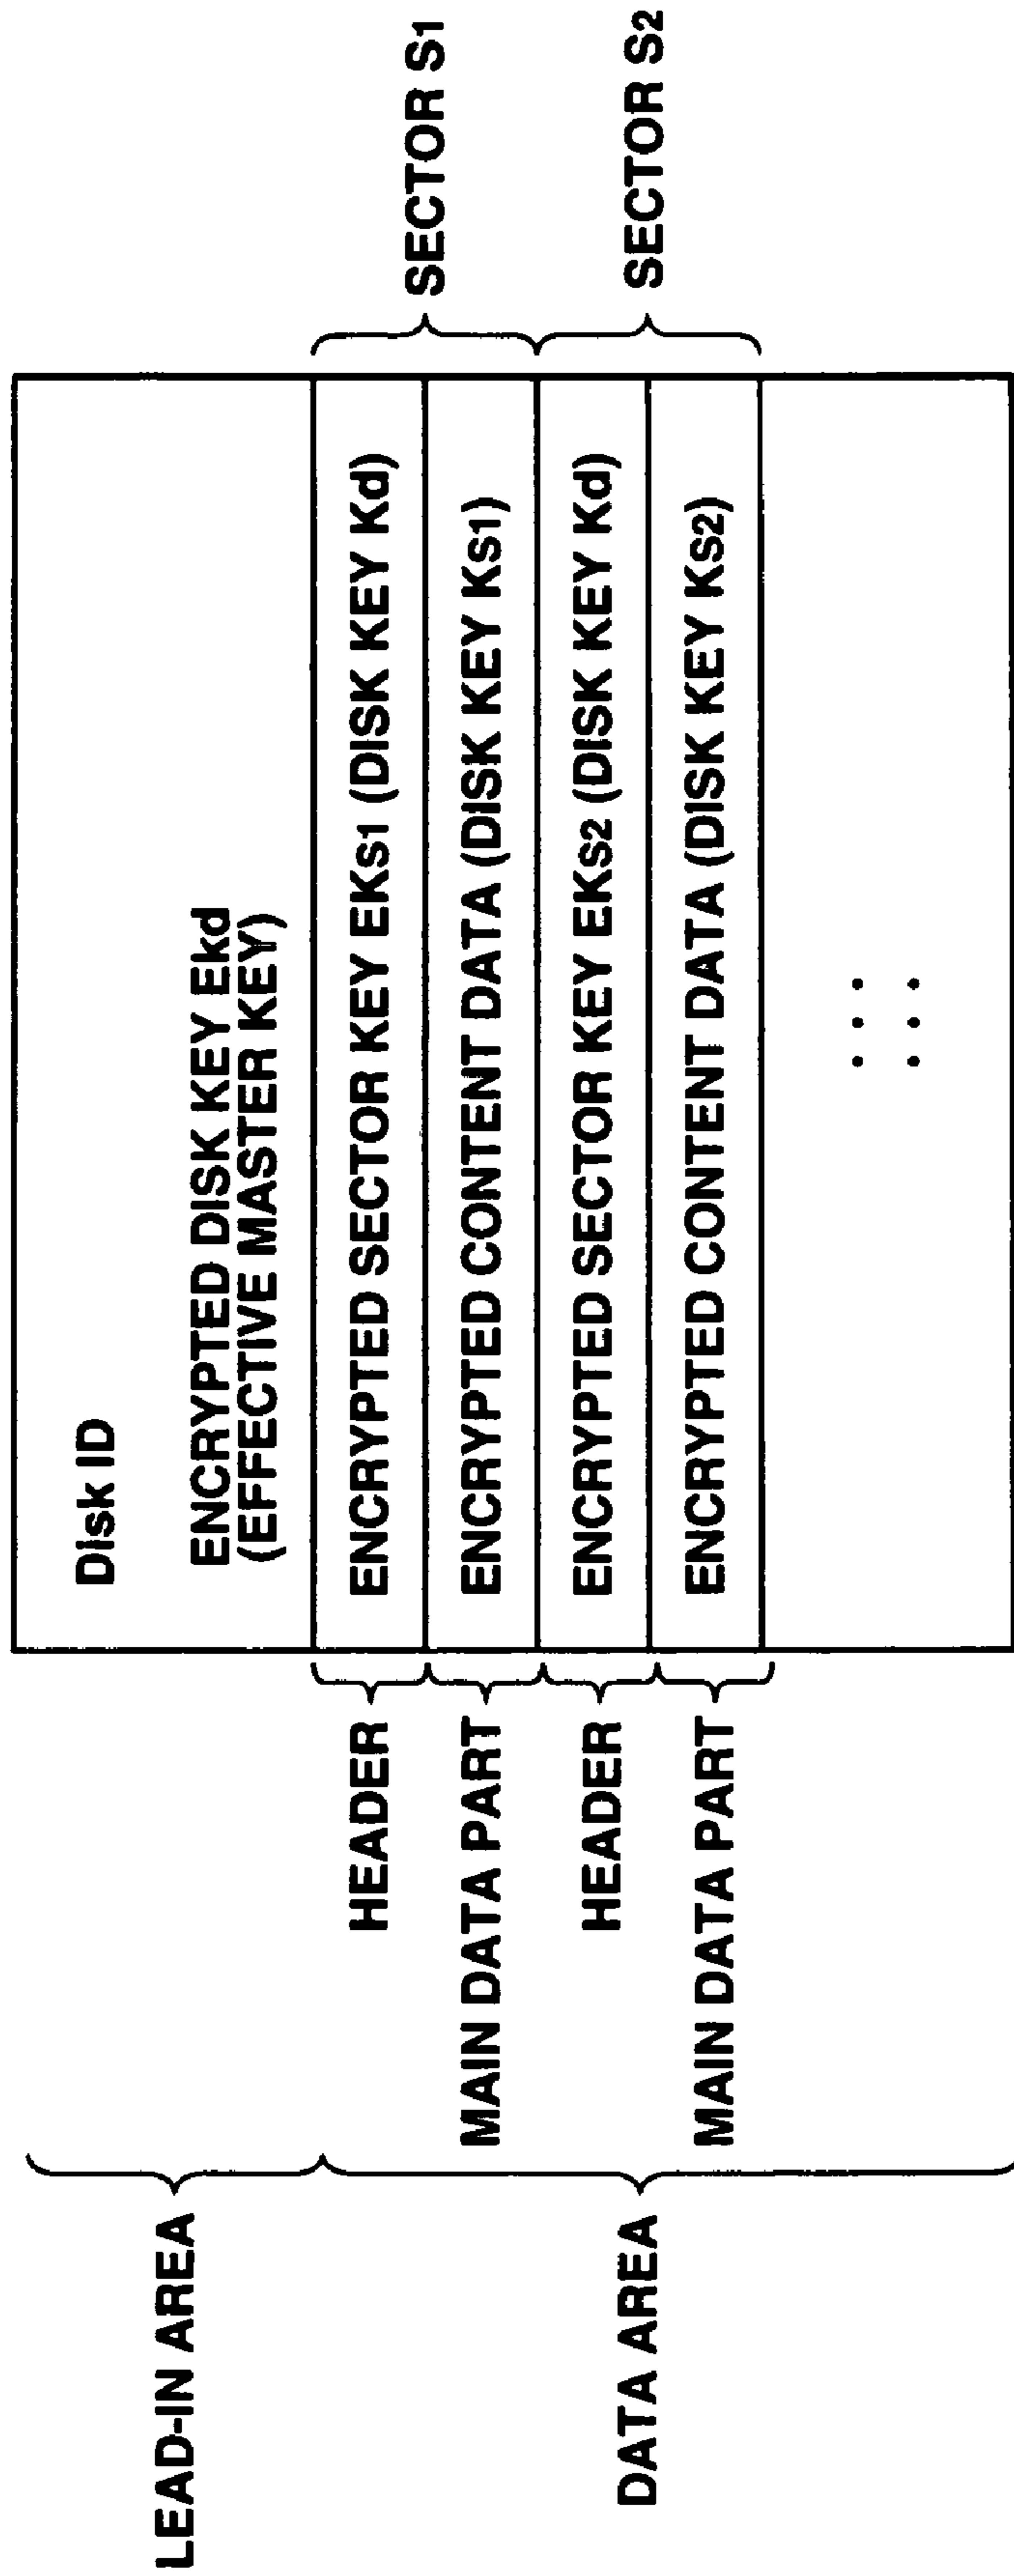 LEAD-IN AREA
Disk ID
ENCRYPTED DISK KEY Ekd
(EFFECTIVE MASTER KEY)
DATA AREA
HEADER
ENCRYPTED SECTOR KEY EKS1 (DISK KEY Kd)
SECTOR S1
MAIN DATA PART
ENCRYPTED CONTENT DATA (DISK KEY KS1)
HEADER
ENCRYPTED SECTOR KEY EKS2 (DISK KEY Kd)
SECTOR S2
MAIN DATA PART
ENCRYPTED CONTENT DATA (DISK KEY KS2)